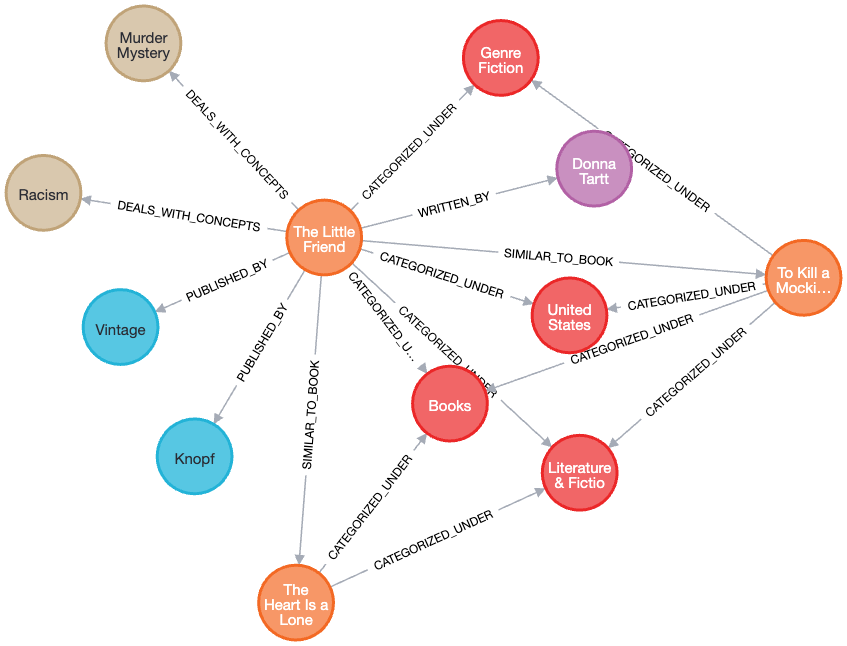 Murder
Mystery
Genre
Fiction
DEALS_WITH_CONCEPTS
CATEGORIZED_UNDER
CATEGORIZED_UNDER
Donna
Tartt
Racism
DEALS_WITH_CONCEPTS
WRITTEN_BY
The Little
Friend
SIMILAR_TO_BOOK
To Kill a
Mocki…
PUBLISHED_BY
CATEGORIZED_UNDER
CATEGORIZED_UNDER
Vintage
United
States
PUBLISHED_BY
CATEGORIZED_U…
CATEGORIZED_UNDER
CATEGORIZED_UNDER
CATEGORIZED_UNDER
Books
SIMILAR_TO_BOOK
Knopf
Literature
& Fictio
CATEGORIZED_UNDER
CATEGORIZED_UNDER
The
Heart Is a
Lone